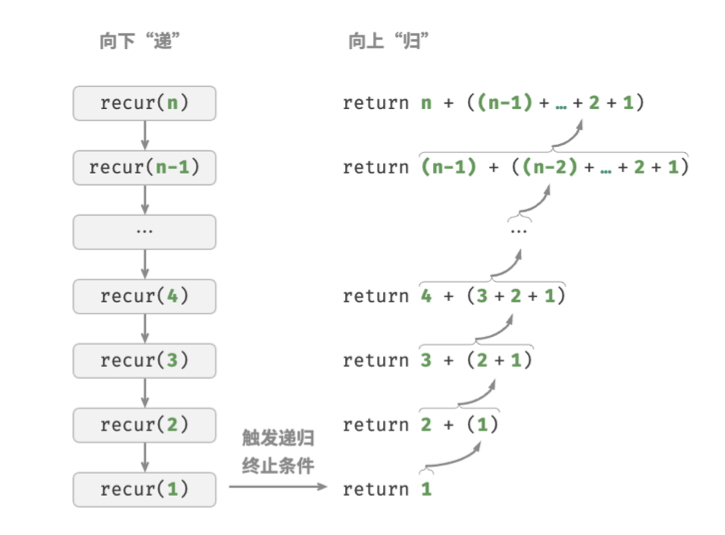 向下“递”
向上“归”
recur(n)
return n + ((n-1) + … + 2 + 1)
recur(n-1)
return (n-1) + ((n-2) + … + 2 + 1)
…
…
recur(4)
return 4 + (3 + 2 + 1)
recur(3)
return 3 + (2 + 1)
recur(2)
return 2 + (1)
触发递归
终止条件
recur(1)
return 1